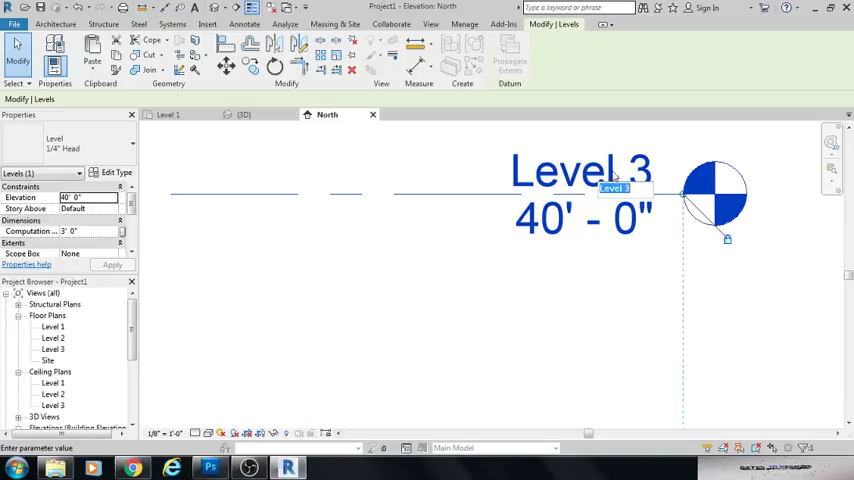 Project1 - Elevation: North
Type a keyword or phrase
Sign In
File Architecture Structure Steel Systems Insert Annotate Analyze Massing & Site Collaborate View Manage Add-Ins Modify | Levels
Modify
Paste
Cope
Cut
Join
Propagate
Extents
Select Properties Clipboard Geometry Modify View Measure Create Datum
Modify | Levels
Properties
Level 1
{3D}
North
Level
1/4" Head
Levels (1)
Edit Type
Constraints
Elevation 40' 0"
Story Above Default
Dimensions
Computation ... 3' 0"
Extents
Scope Box None
Properties help
Apply
Project Browser - Project1
Views (all)
Structural Plans
Floor Plans
Level 1
Level 2
Level 3
Site
Ceiling Plans
Level 1
Level 2
Level 3
3D Views
Elevations (Building Elevation
Level 3
Level 3
40' - 0"
1/8" = 1'-0"
Enter parameter value
:0
Main Model